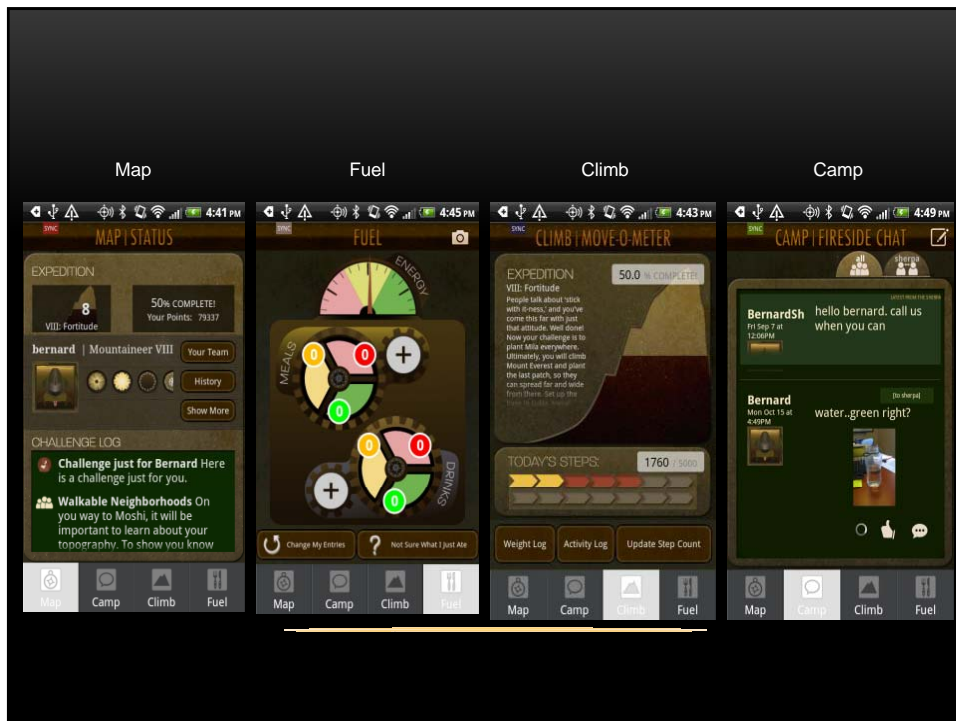 Map
Fuel
Climb
Camp
4:41 PM
SYNC
MAP | STATUS
EXPEDITION
8
VIII: Fortitude
50% COMPLETE!
Your Points: 79337
bernard | Mountaineer VIII
Your Team
History
Show More
CHALLENGE LOG
Challenge just for Bernard Here
is a challenge just for you.
Walkable Neighborhoods On
you way to Moshi, it will be
important to learn about your
topography. To show you know
Map
Camp
Climb
Fuel
4:45 PM
SYNC
FUEL
ENERGY
MEALS
0
0
0
+
0
0
0
+
DRINKS
Change My Entries
? Not Sure What I Just Ate
Map
Camp
Climb
Fuel
4:43 PM
SYNC
CLIMB | MOVE-O-METER
EXPEDITION
50.0 % COMPLETE!
VIII: Fortitude
People talk about 'stick
with it-ness,' and you've
come this far with just
that attitude. Well done!
Now your challenge is to
plant Mila everywhere.
Ultimately, you will climb
Mount Everest and plant
the last patch, so they
can spread far and wide
from there. Set up the
TODAY'S STEPS:
1760 / 5000
Weight Log
Activity Log
Update Step Count
Map
Camp
Climb
Fuel
4:49 PM
SYNC
CAMP | FIRESIDE CHAT
all
sherpa
LATEST FROM THE SHERPA
BernardSh
Fri Sep 7 at
12:06PM
hello bernard. call us
when you can
[to sherpa]
Bernard
Mon Oct 15 at
4:49PM
water..green right?
Map
Camp
Climb
Fuel